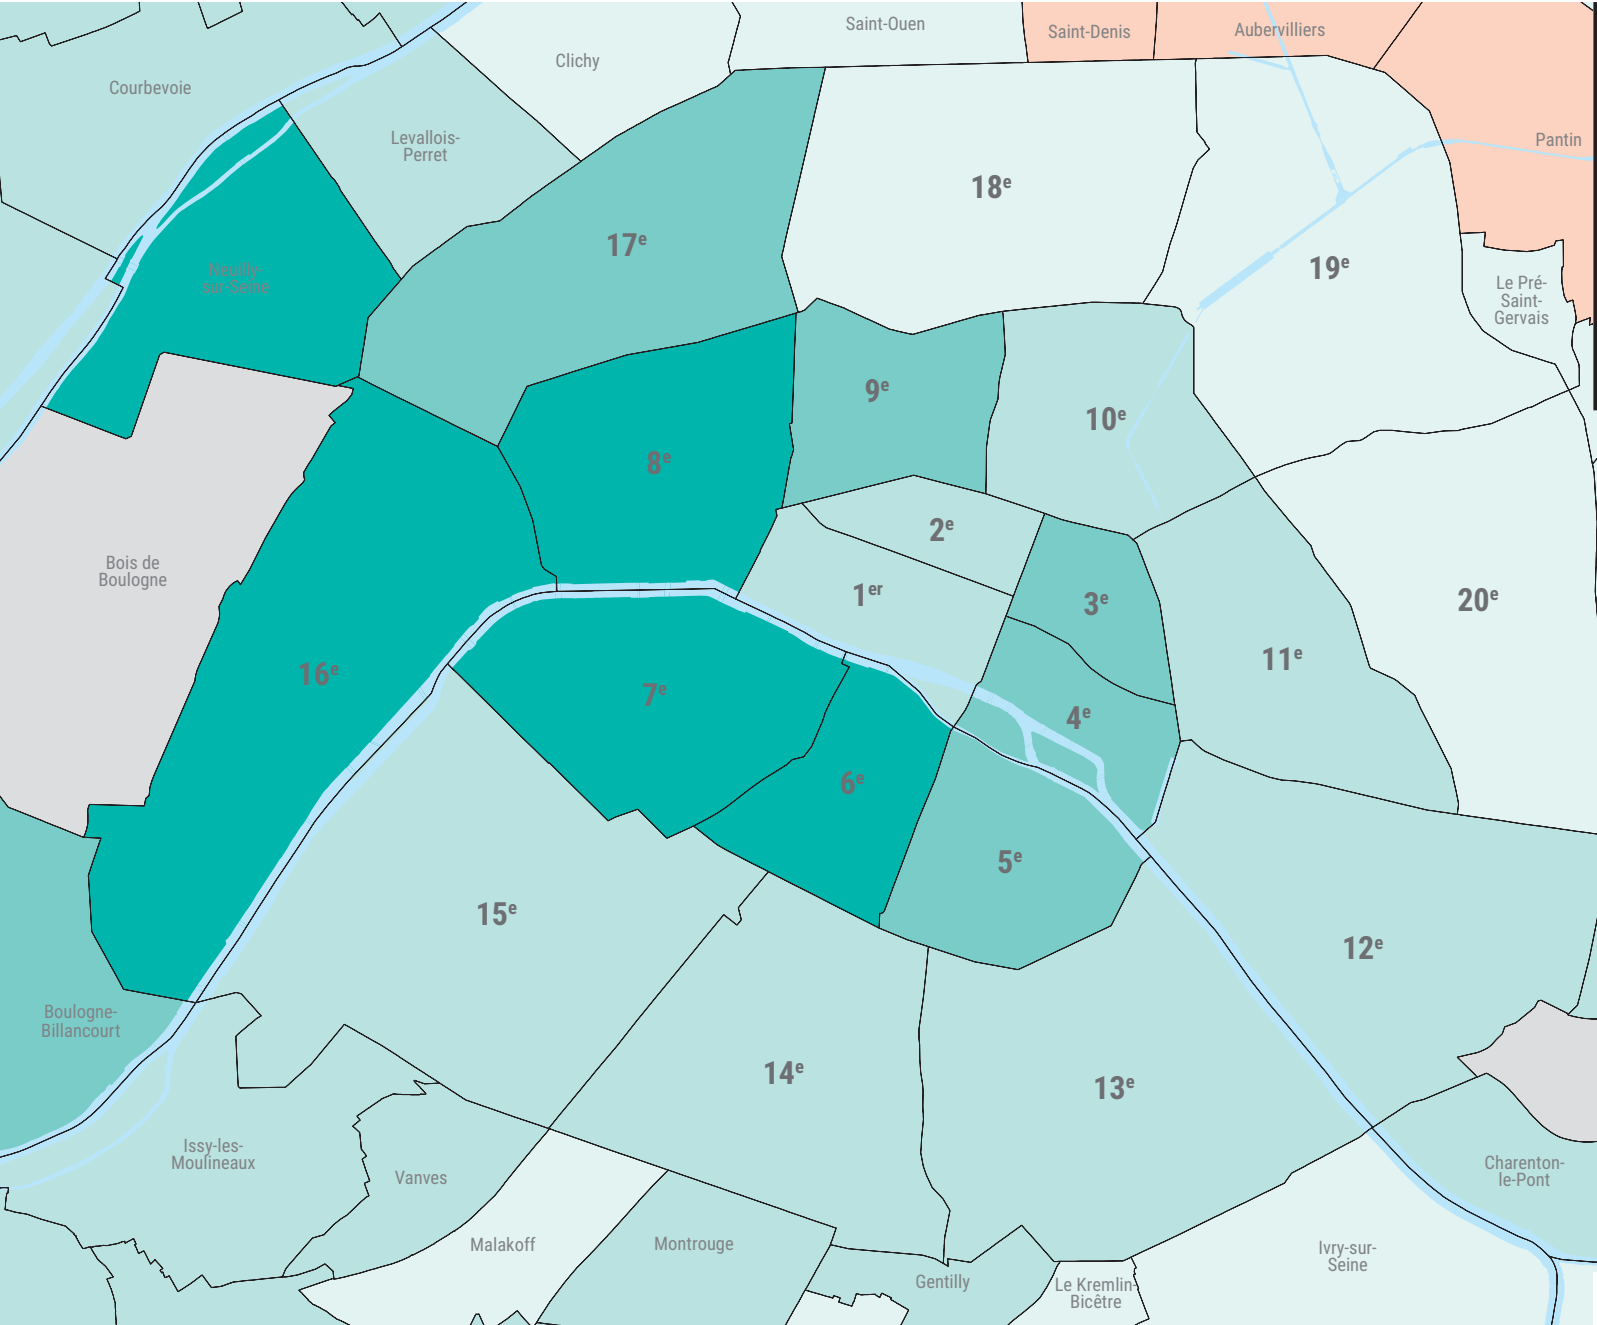 Saint-Ouen
Saint-Denis
Aubervilliers
Clichy
Courbevoie
Levallois-
Perret
Pantin
18e
17e
19e
Neuilly-
sur-Seine
Le Pré-
Saint-
Gervais
9e
10e
8e
2e
Bois de
Boulogne
1er
3e
20e
11e
16e
7e
4e
6e
5e
15e
12e
Boulogne-
Billancourt
14e
13e
Issy-les-
Moulineaux
Vanves
Charenton-
le-Pont
Malakoff
Montrouge
Ivry-sur-
Seine
Gentilly
Le Kremlin-
Bicêtre